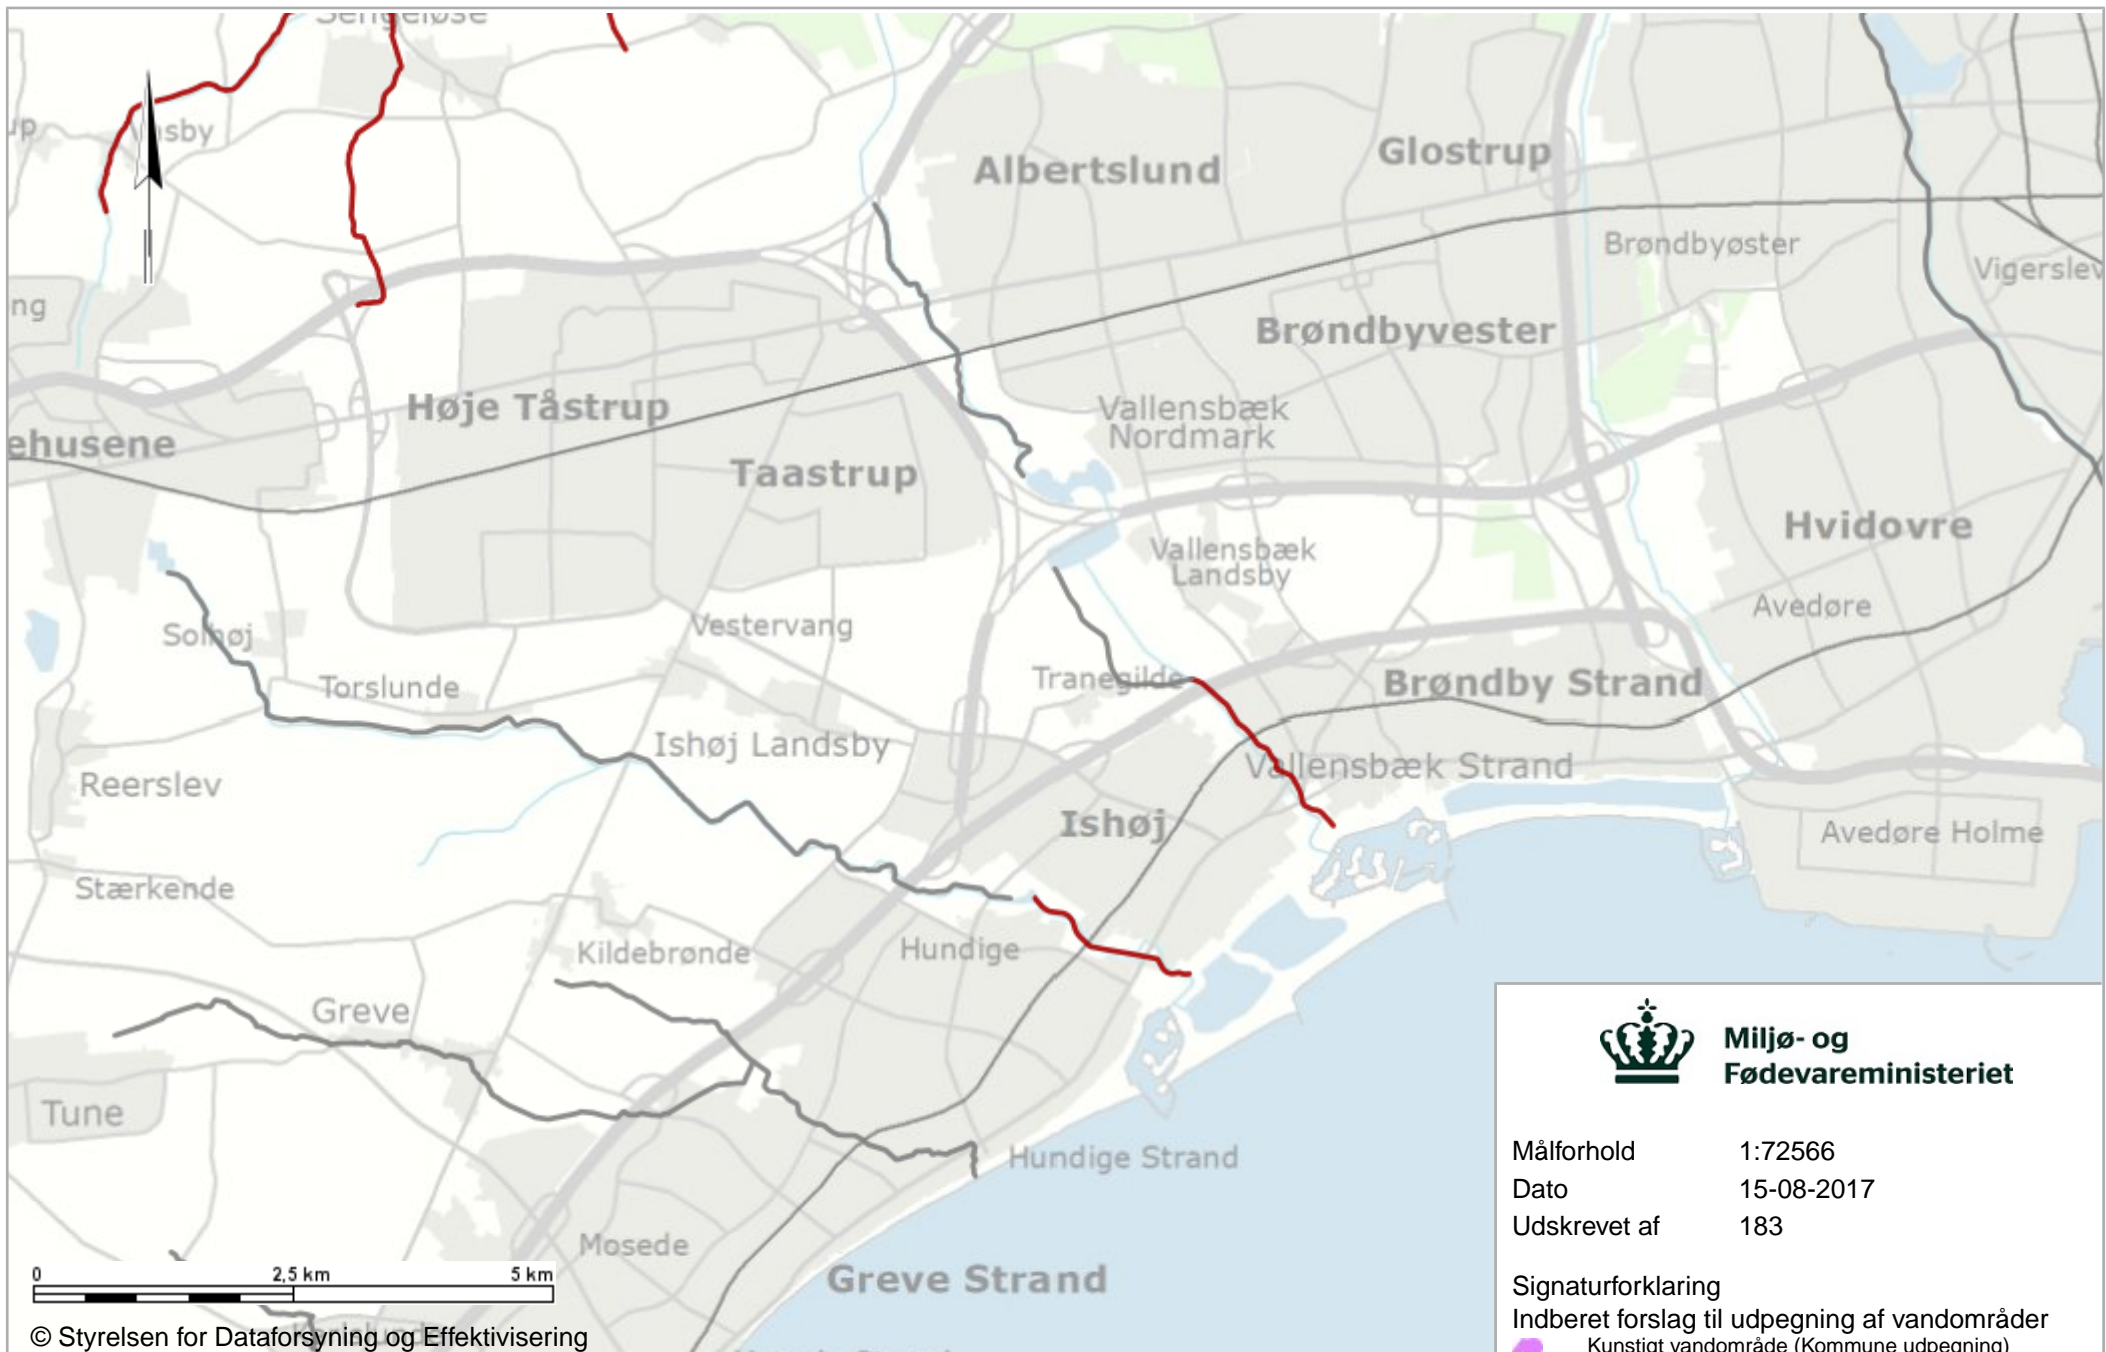 Sengeløse
Vasby
Albertslund
Glostrup
Brøndbyøster
Vigerslev
ng
Brøndbyvester
Høje Tåstrup
Vallensbæk
Nordmark
ehusene
Taastrup
Hvidovre
Vallensbæk
Landsby
Avedøre
Solhøj
Vestervang
Torslunde
Tranegilde
Brøndby Strand
Ishøj Landsby
Vallensbæk Strand
Reerslev
Ishøj
Avedøre Holme
Stærkende
Kildebrønde
Hundige
Greve
Tune
Hundige Strand
Mosede
Greve Strand
0 2,5 km 5 km
© Styrelsen for Dataforsyning og Effektivisering
Miljø- og
Fødevareministeriet
Målforhold 1:72566
Dato 15-08-2017
Udskrevet af 183
Signaturforklaring
Indberet forslag til udpegning af vandområder
Kunstigt vandområde (Kommune udpegning)